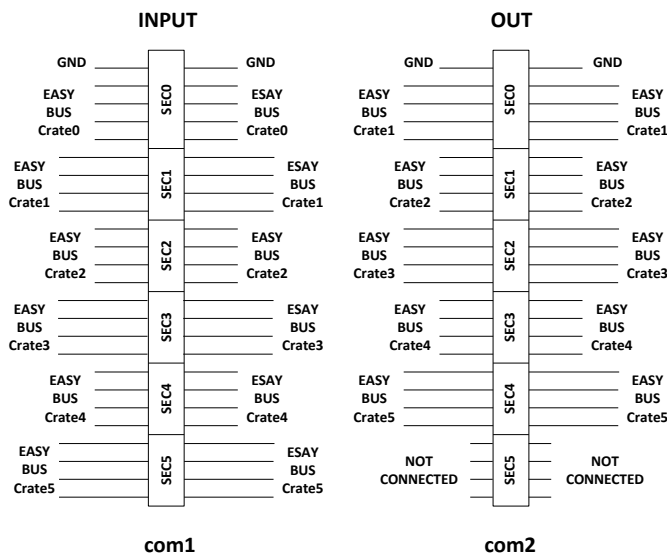 INPUT
GND
SEC0
GND
EASY
BUS
Crate0
ESAY
BUS
Crate0
EASY
BUS
Crate1
SEC1
ESAY
BUS
Crate1
EASY
BUS
Crate2
SEC2
EASY
BUS
Crate2
EASY
BUS
Crate3
SEC3
ESAY
BUS
Crate3
EASY
BUS
Crate4
SEC4
ESAY
BUS
Crate4
EASY
BUS
Crate5
SEC5
ESAY
BUS
Crate5
com1
OUT
GND
SEC0
GND
EASY
BUS
Crate1
EASY
BUS
Crate1
EASY
BUS
Crate2
SEC1
EASY
BUS
Crate2
EASY
BUS
Crate3
SEC2
EASY
BUS
Crate3
EASY
BUS
Crate4
SEC3
EASY
BUS
Crate4
EASY
BUS
Crate5
SEC4
EASY
BUS
Crate5
NOT
CONNECTED
SEC5
NOT
CONNECTED
com2